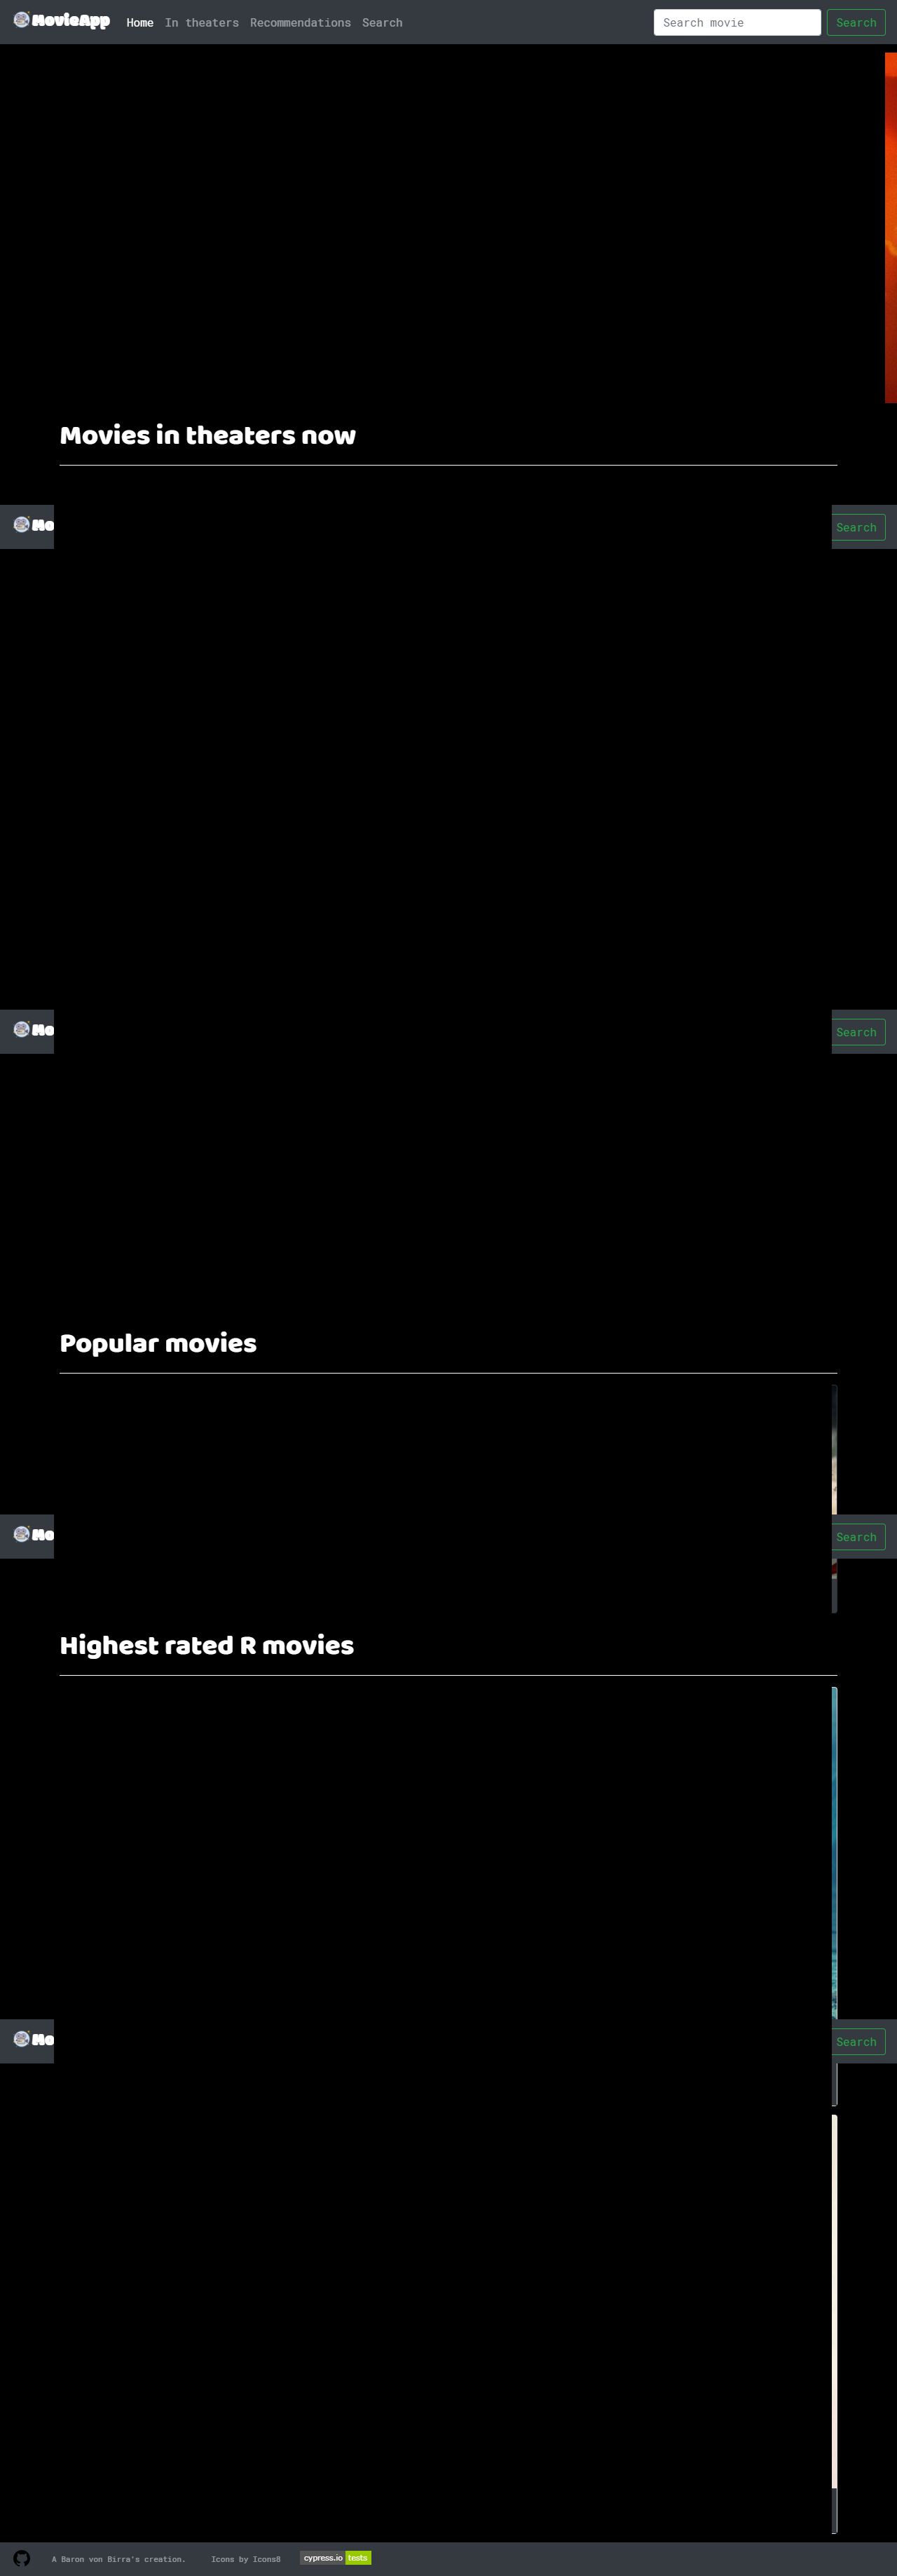 MovieApp Home In theaters Recommendations Search Search movie Search
Movies in theaters now
Mo Search
Mo Search
Popular movies
Mo Search
Highest rated R movies
Mo Search
A Baron von Birra's creation. Icons by Icons8 cypress.io tests